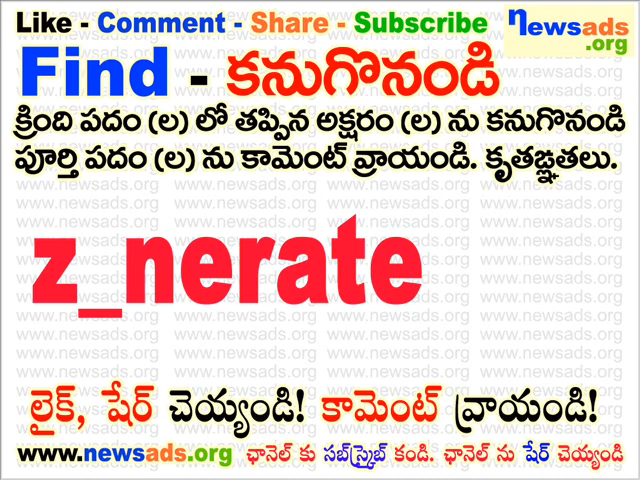 Like - Comment - Share - Subscribe
newsads
.org
Find - కనుగొనండి
క్రింది పదం (ల) లో తప్పిన అక్షరం (ల) ను కనుగొనండి
పూర్తి పదం (ల) ను కామెంట్ వ్రాయండి. కృతజ్ఞతలు.
z_nerate
లైక్, షేర్ చెయ్యండి! కామెంట్ వ్రాయండి!
www.newsads.org ఛానెల్ కు సబ్‌స్క్రైబ్ కండి. ఛానెల్ ను షేర్ చెయ్యండి